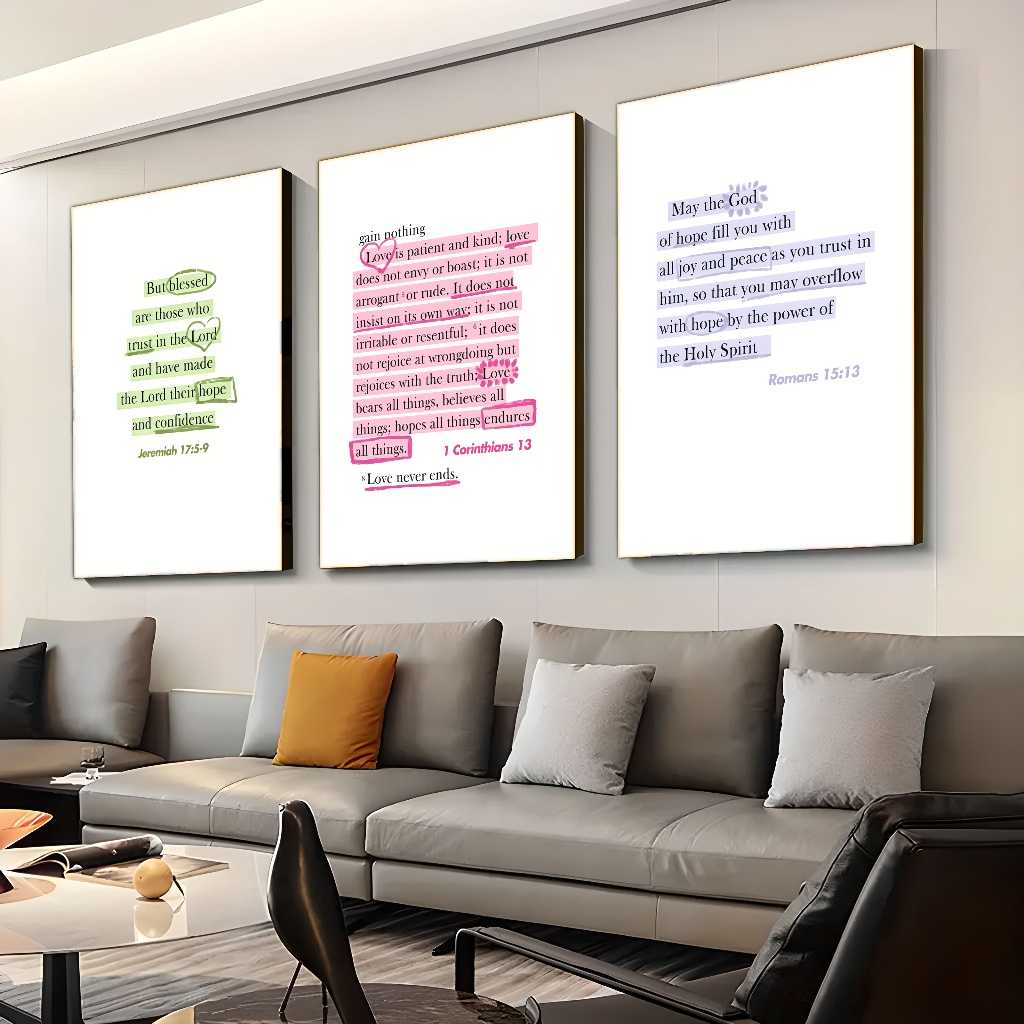 But blessed
are those who
trust in the Lord
and have made
the Lord their hope
and confidence
Jeremiah 17:5-9
gain nothing
Love is patient and kind; love
does not envy or boast; it is not
arrogant ⁵ or rude. It does not
insist on its own way; it is not
irritable or resentful; ⁶ it does
not rejoice at wrongdoing but
rejoices with the truth; Love
bears all things, believes all
things; hopes all things endures
all things.
1 Corinthians 13
⁸ Love never ends.
May the God
of hope fill you with
all joy and peace as you trust in
him, so that you may overflow
with hope by the power of
the Holy Spirit
Romans 15:13